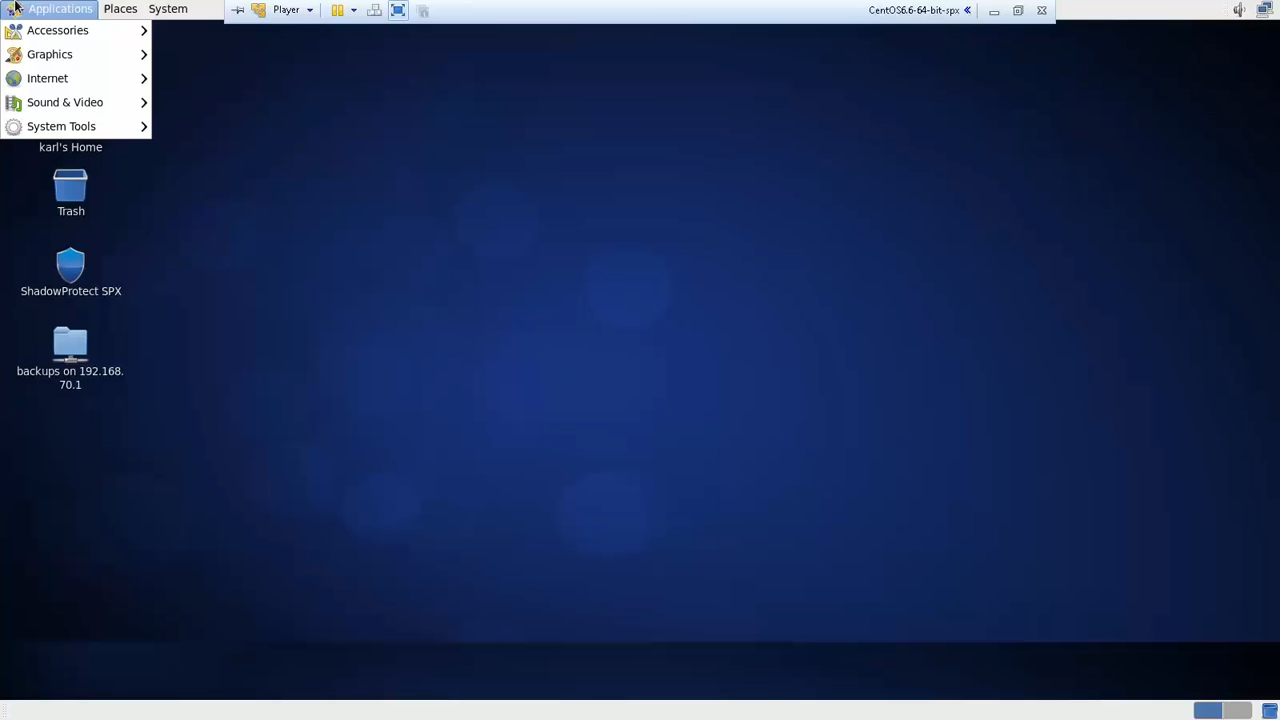 Applications Places System Player CentOS6.6-64-bit-spx
Accessories
Graphics
Internet
Sound & Video
System Tools
karl's Home
Trash
ShadowProtect SPX
backups on 192.168.
70.1